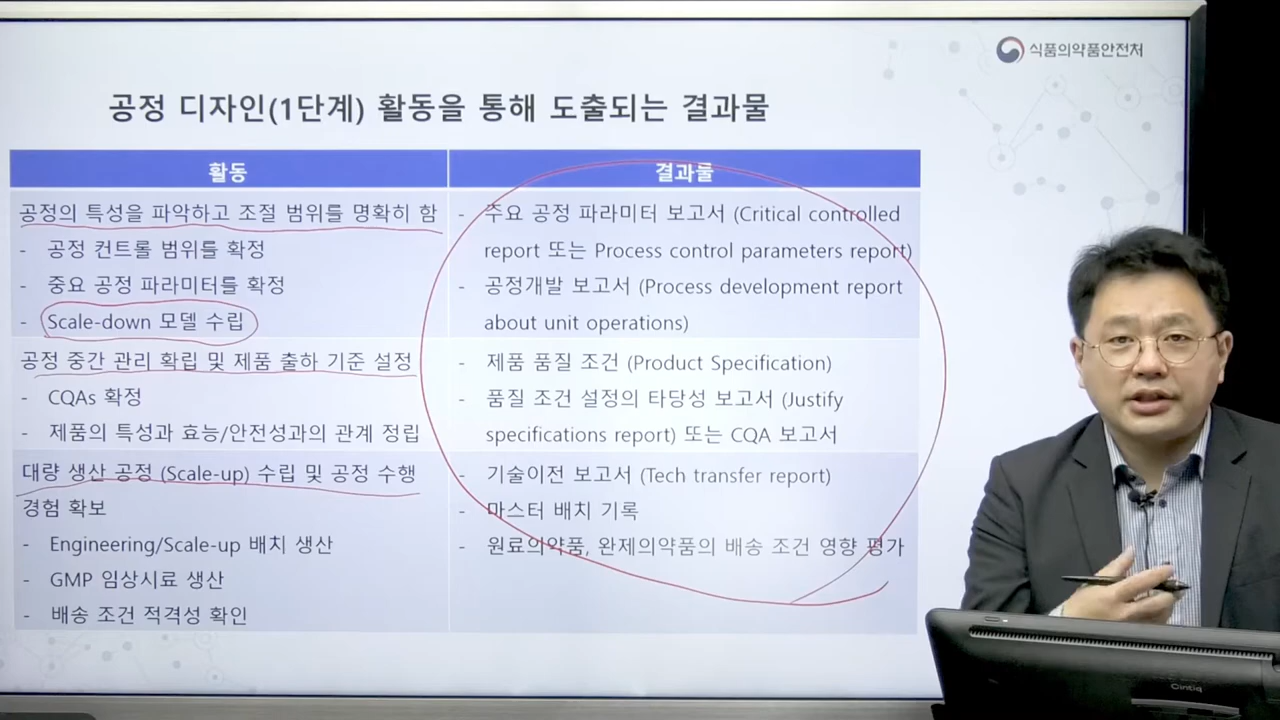 식품의약품안전처
공정 디자인(1단계) 활동을 통해 도출되는 결과물
활동
결과물
공정의 특성을 파악하고 조절 범위를 명확히 함
- 공정 컨트롤 범위를 확정
- 중요 공정 파라미터를 확정
- Scale-down 모델 수립
- 주요 공정 파라미터 보고서 (Critical controlled
report 또는 Process control parameters report)
- 공정개발 보고서 (Process development report
about unit operations)
공정 중간 관리 확립 및 제품 출하 기준 설정
- CQAs 확정
- 제품의 특성과 효능/안전성과의 관계 정립
- 제품 품질 조건 (Product Specification)
- 품질 조건 설정의 타당성 보고서 (Justify
specifications report) 또는 CQA 보고서
대량 생산 공정 (Scale-up) 수립 및 공정 수행
경험 확보
- Engineering/Scale-up 배치 생산
- GMP 임상시료 생산
- 배송 조건 적격성 확인
- 기술이전 보고서 (Tech transfer report)
- 마스터 배치 기록
- 원료의약품, 완제의약품의 배송 조건 영향 평가
Cintiq